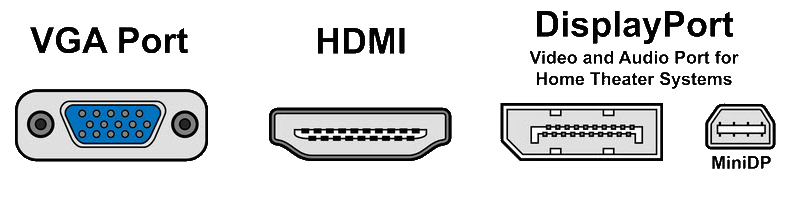 VGA Port
HDMI
DisplayPort
Video and Audio Port for
Home Theater Systems
MiniDP